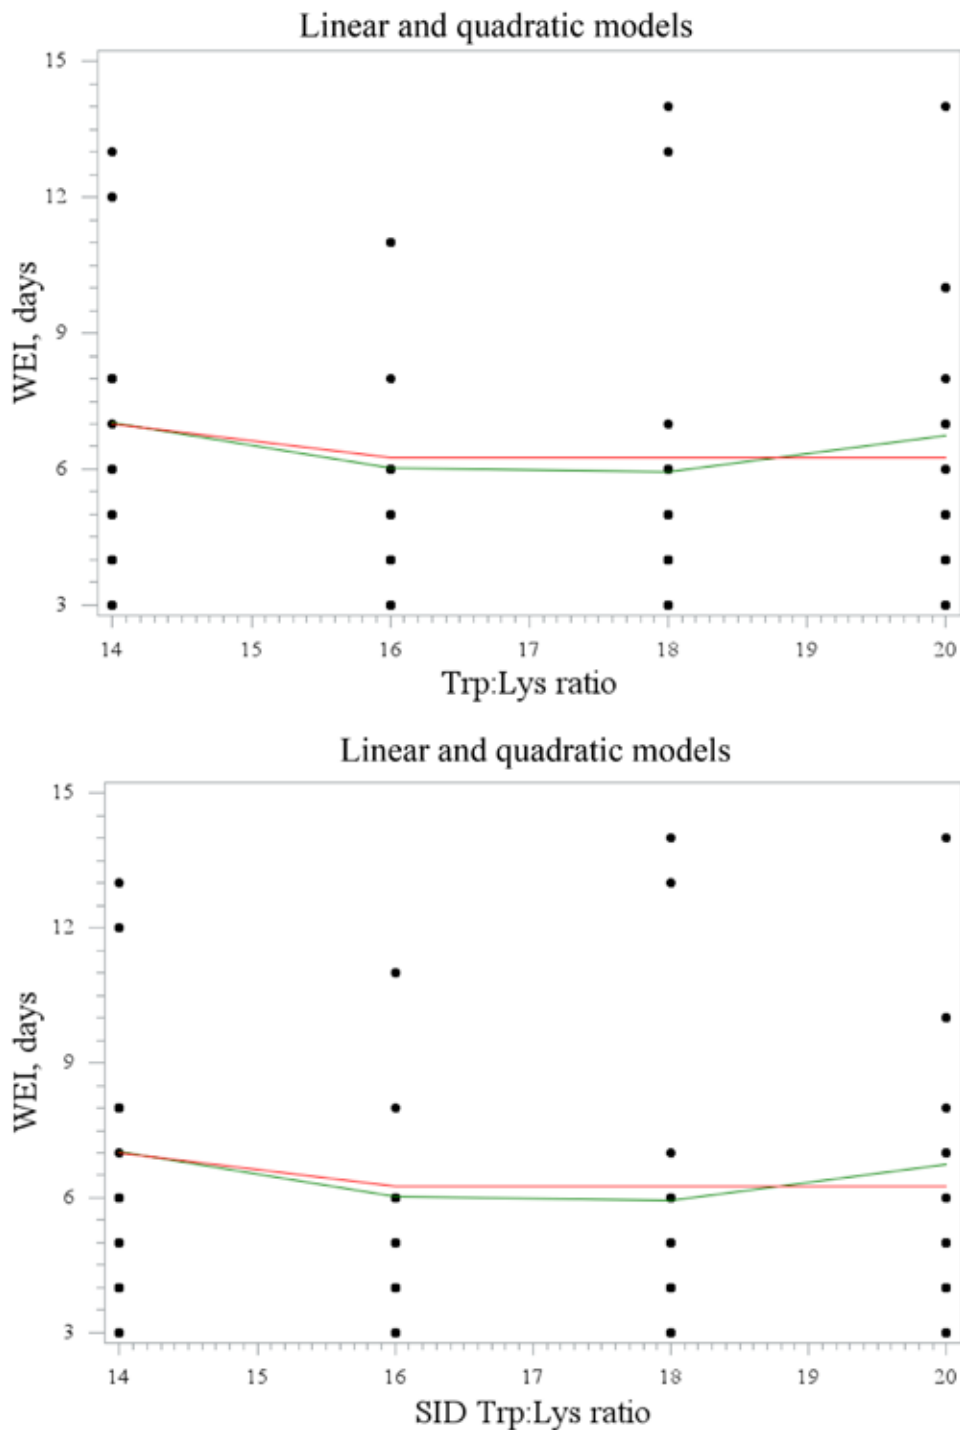 Linear and quadratic models
15
12
9
6
3
WEI, days
14 15 16 17 18 19 20
Trp:Lys ratio
Linear and quadratic models
15
12
9
6
3
WEI, days
14 15 16 17 18 19 20
SID Trp:Lys ratio